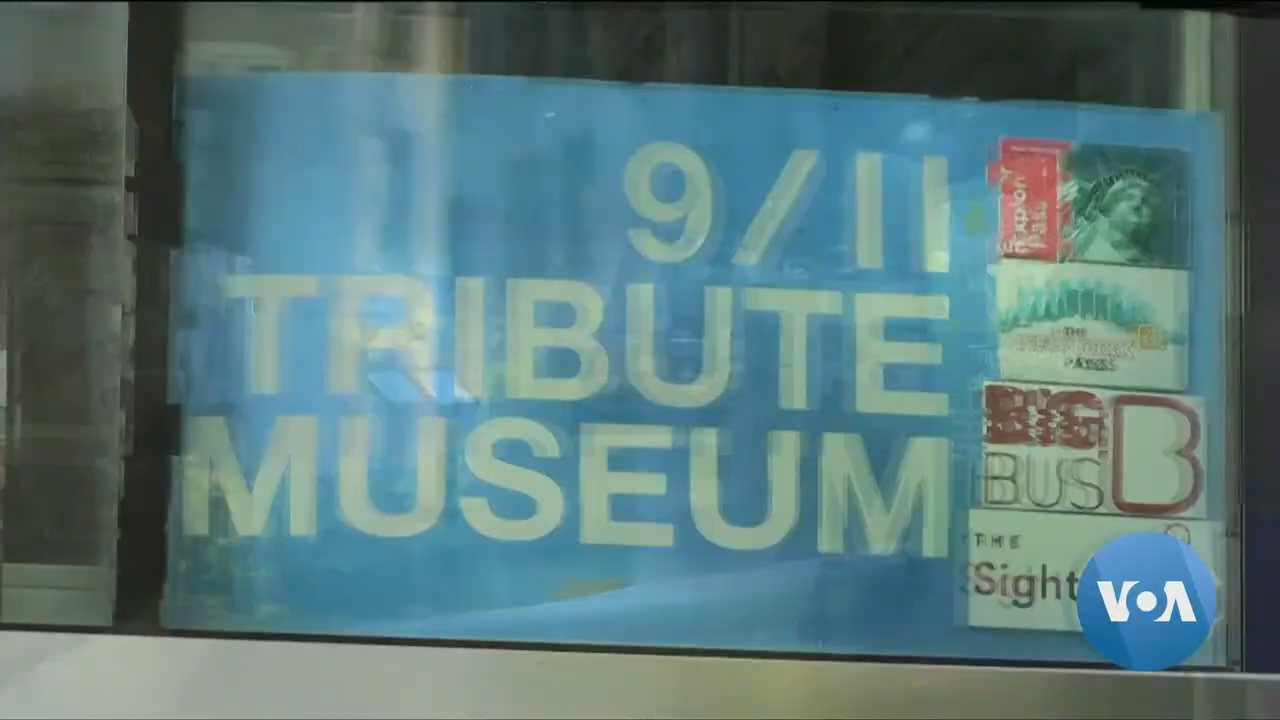 9/11
TRIBUTE
MUSEUM
Explorer
Pass
THE
PASS
BIG
BUS
B
THE
Sight
VOA